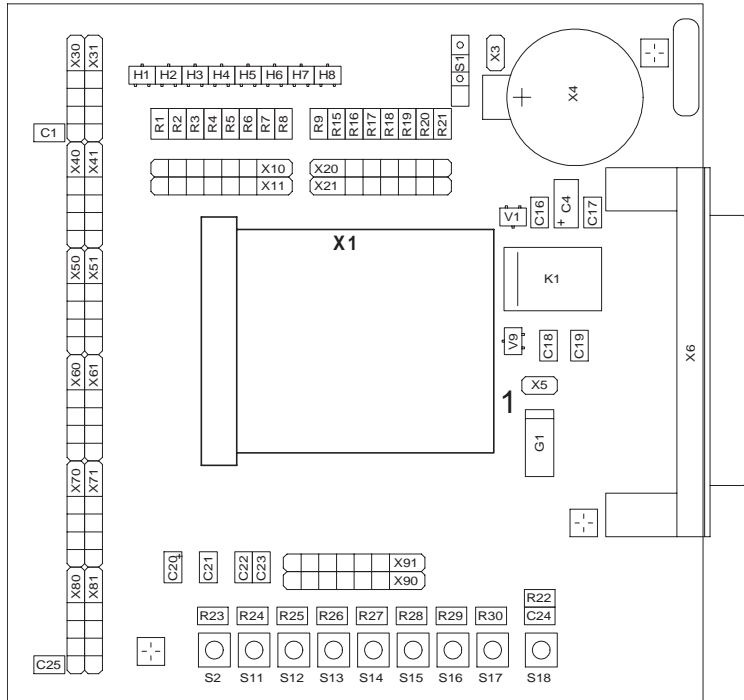 X30 X31
H1 H2 H3 H4 H5 H6 H7 H8
S1
X3
X4
C1
R1 R2 R3 R4 R5 R6 R7 R8
R9 R15 R16 R17 R18 R19 R20 R21
X40 X41
X10
X11
X20
X21
V1
C16
+ C4
C17
X1
X50 X51
K1
V9
C18
C19
X6
X60 X61
X5
1
G1
X70 X71
C20+
C21
C22
C23
X91
X90
X80 X81
R22
C24
R23 R24 R25 R26 R27 R28 R29 R30
C25
S2 S11 S12 S13 S14 S15 S16 S17 S18